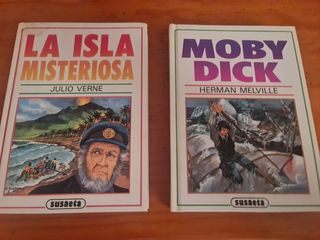 LA ISLA
MISTERIOSA
JULIO VERNE
susaeta
MOBY
DICK
HERMAN MELVILLE
susaeta